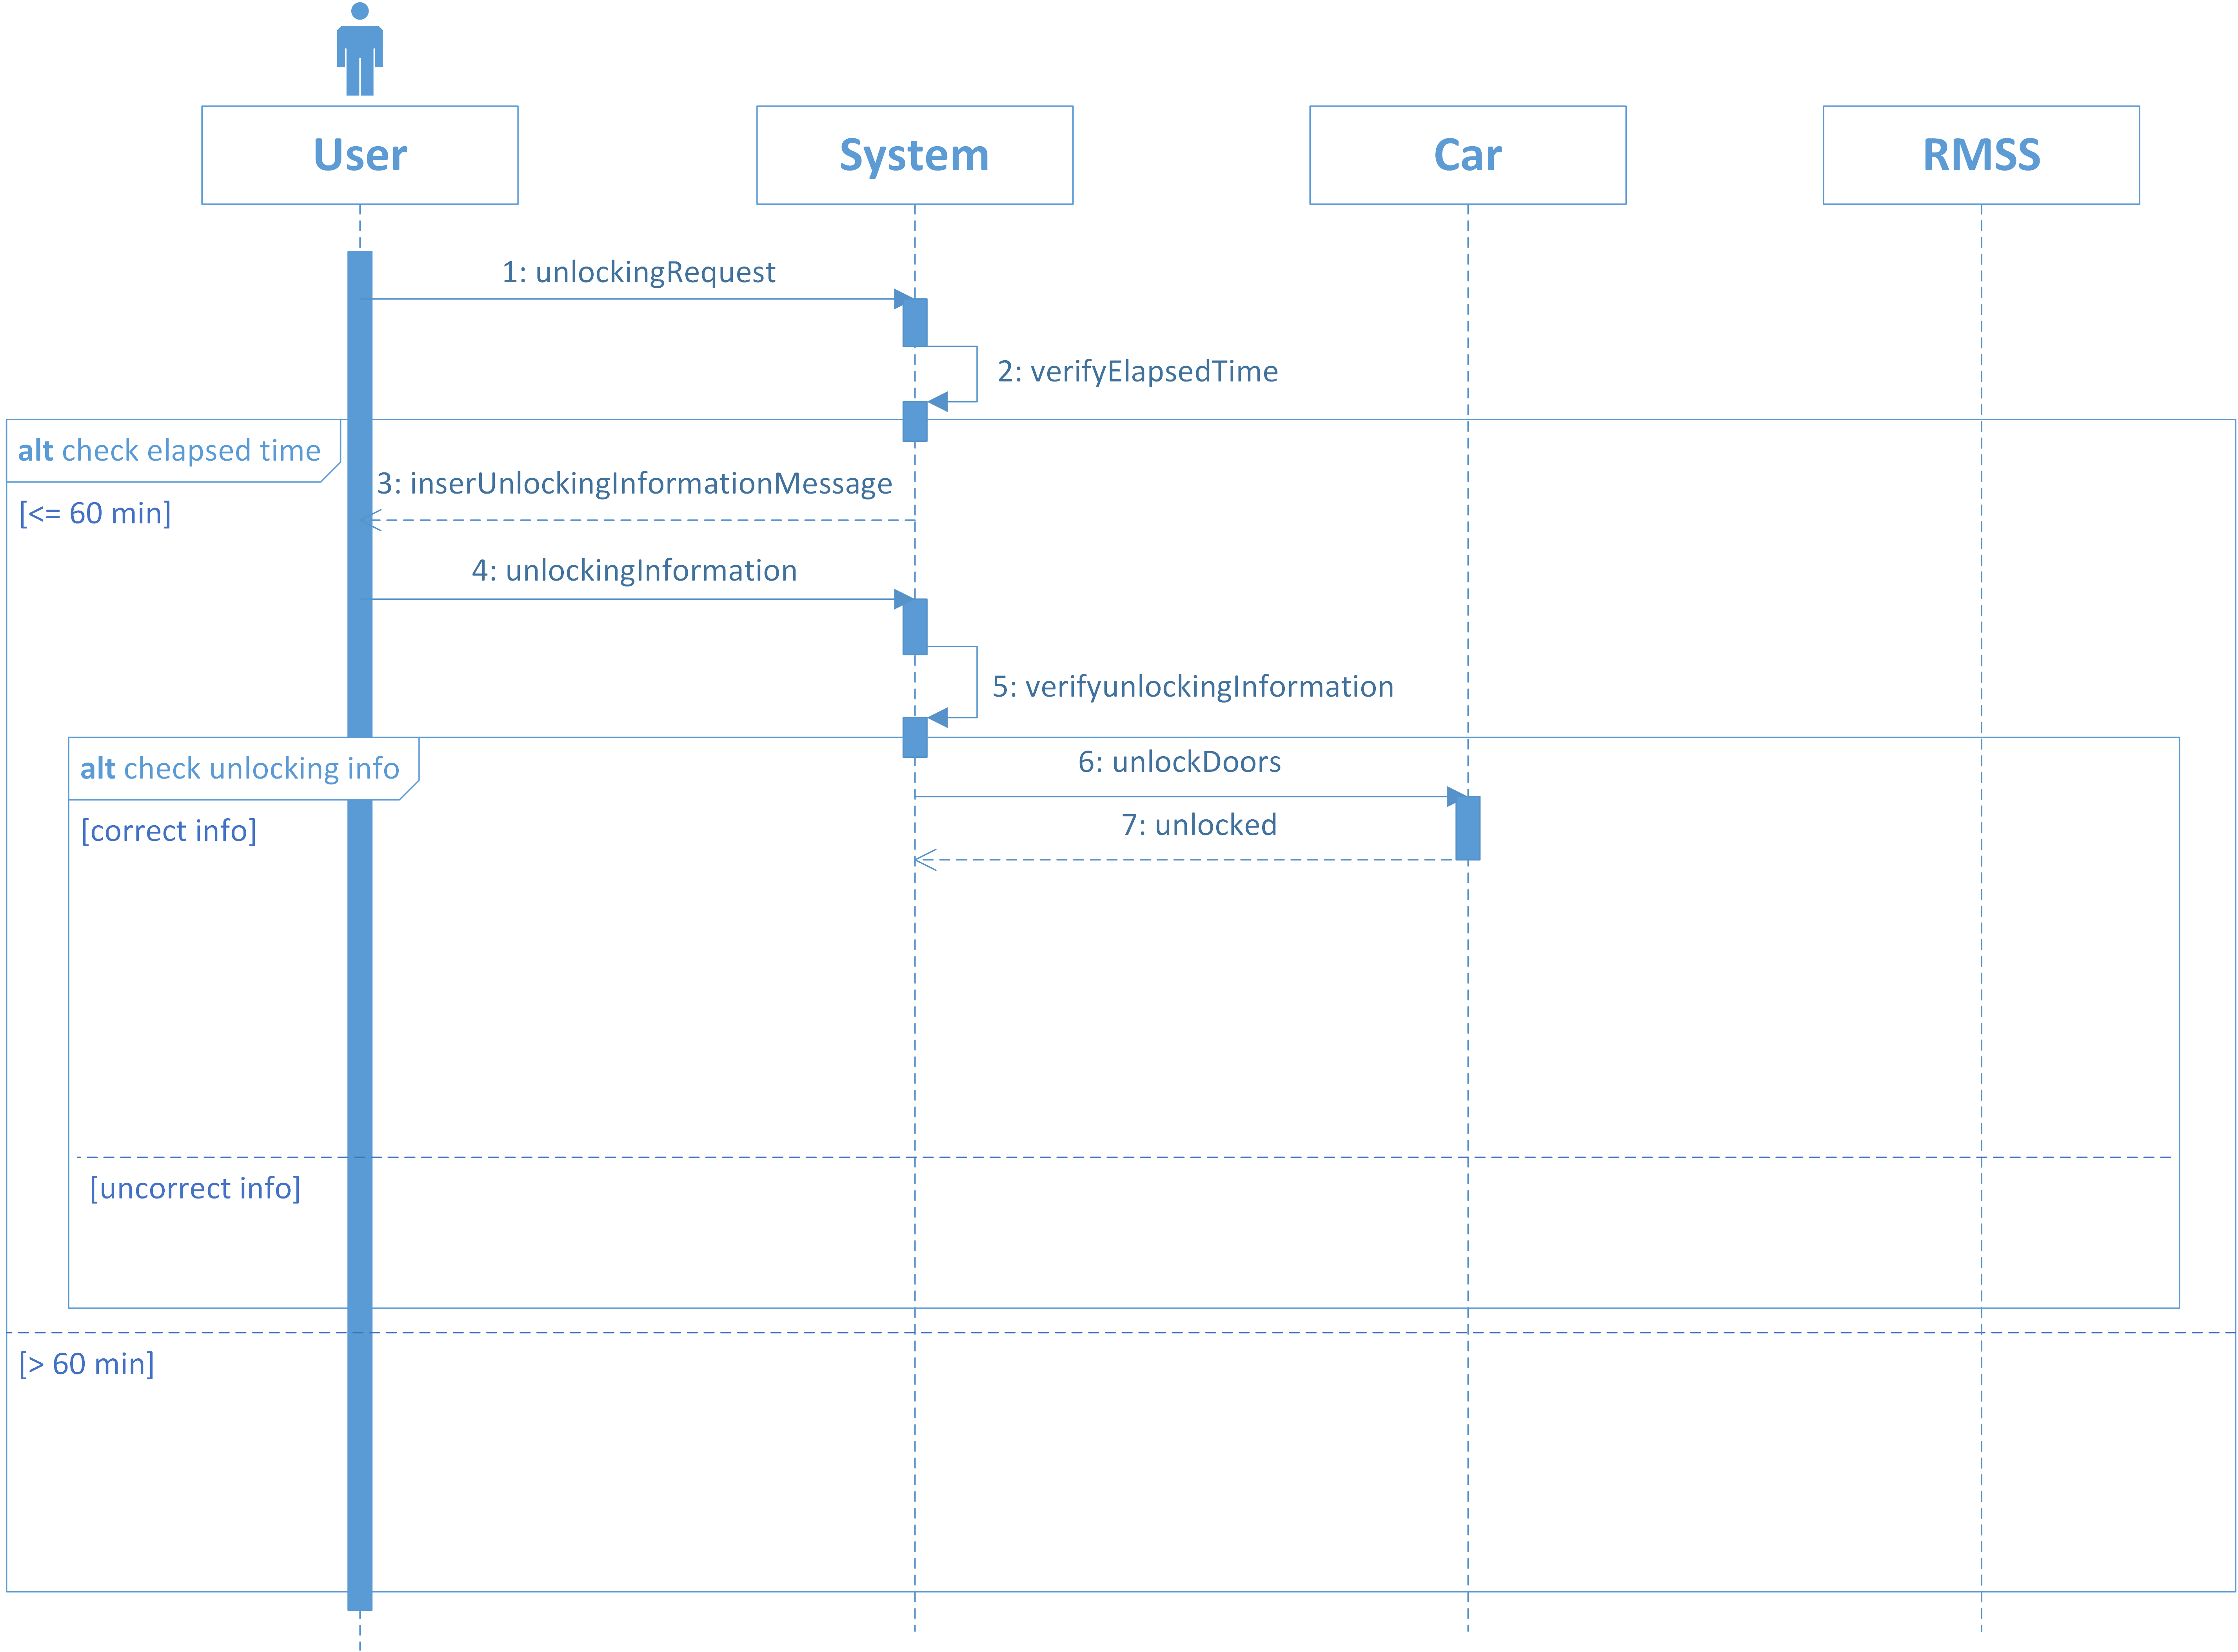 User
System
Car
RMSS
1: unlockingRequest
2: verifyElapsedTime
alt check elapsed time
3: inserUnlockingInformationMessage
[<= 60 min]
4: unlockingInformation
5: verifyunlockingInformation
alt check unlocking info
6: unlockDoors
[correct info]
7: unlocked
[uncorrect info]
[> 60 min]